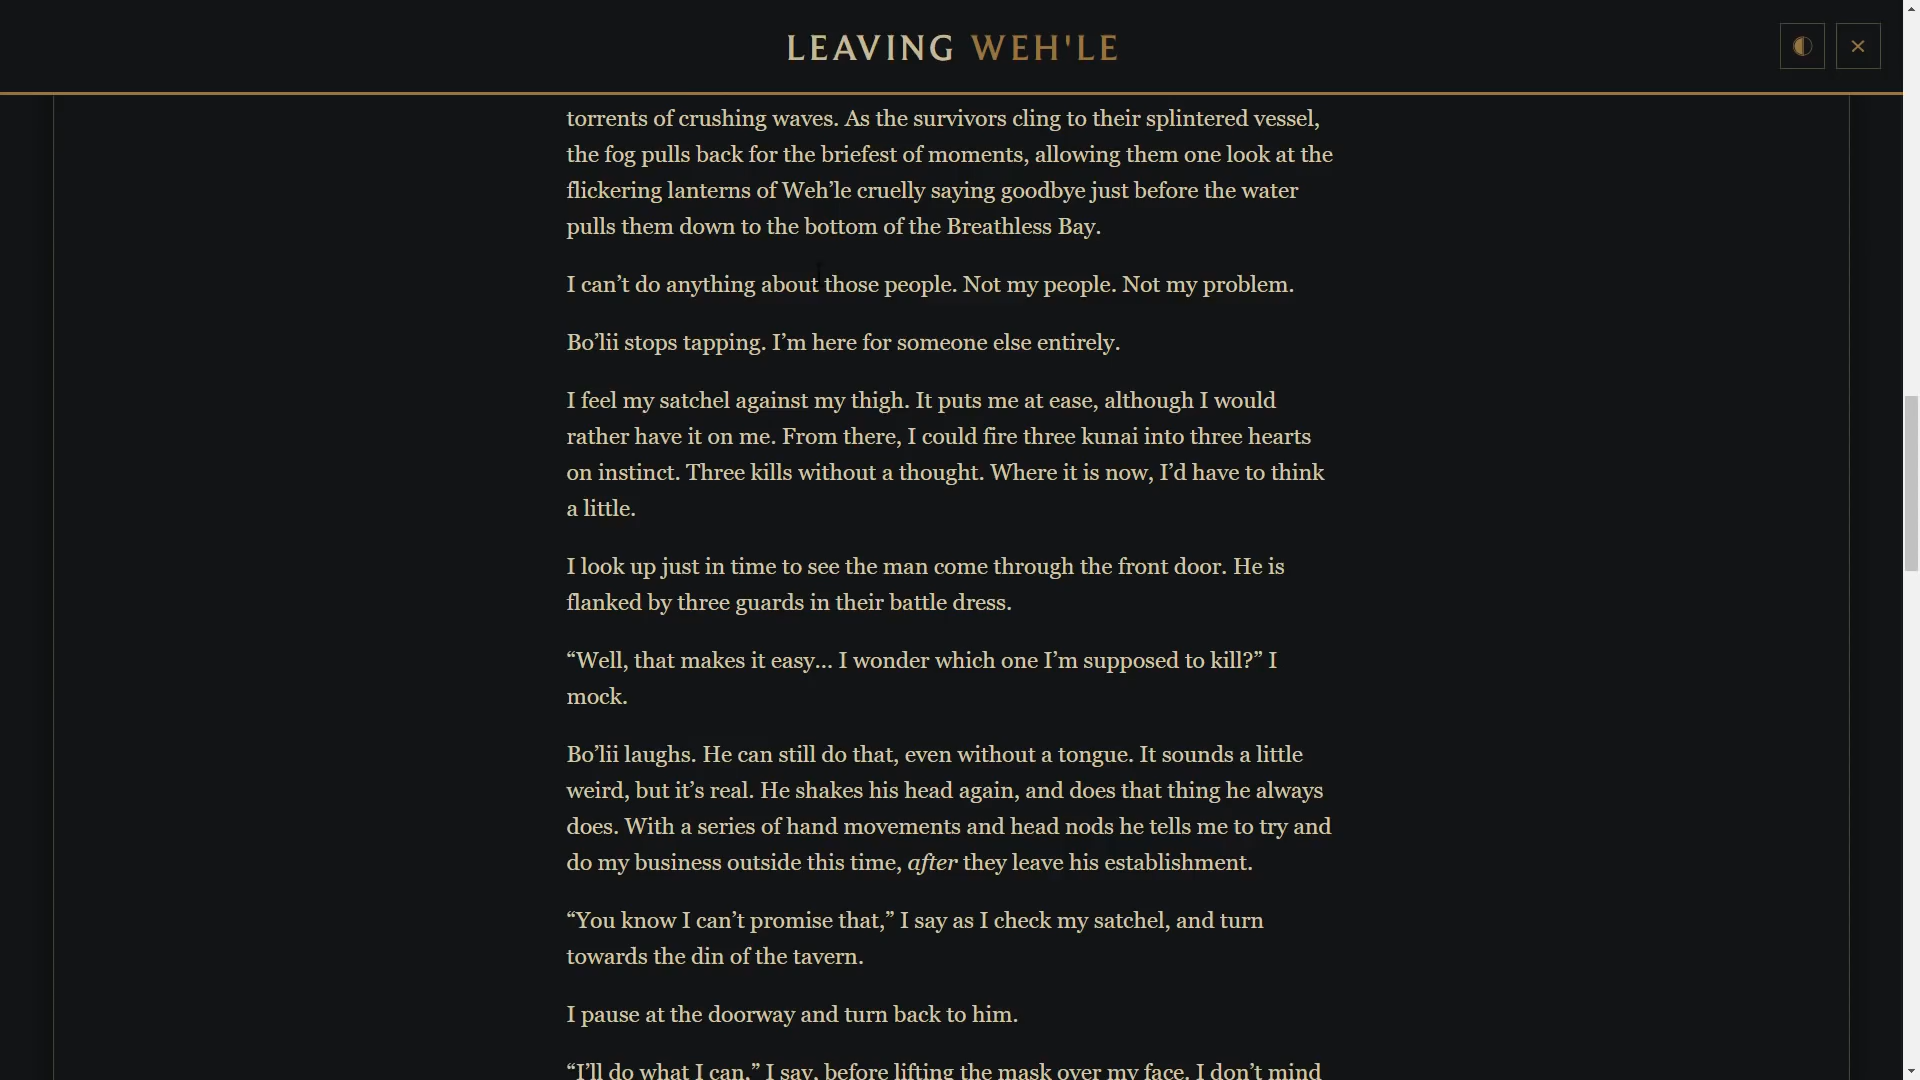 LEAVING WEH'LE
torrents of crushing waves. As the survivors cling to their splintered vessel,
the fog pulls back for the briefest of moments, allowing them one look at the
flickering lanterns of Weh’le cruelly saying goodbye just before the water
pulls them down to the bottom of the Breathless Bay.
I can’t do anything about those people. Not my people. Not my problem.
Bo’lii stops tapping. I’m here for someone else entirely.
I feel my satchel against my thigh. It puts me at ease, although I would
rather have it on me. From there, I could fire three kunai into three hearts
on instinct. Three kills without a thought. Where it is now, I’d have to think
a little.
I look up just in time to see the man come through the front door. He is
flanked by three guards in their battle dress.
“Well, that makes it easy... I wonder which one I’m supposed to kill?” I
mock.
Bo’lii laughs. He can still do that, even without a tongue. It sounds a little
weird, but it’s real. He shakes his head again, and does that thing he always
does. With a series of hand movements and head nods he tells me to try and
do my business outside this time, after they leave his establishment.
“You know I can’t promise that,” I say as I check my satchel, and turn
towards the din of the tavern.
I pause at the doorway and turn back to him.
“I’ll do what I can,” I say, before lifting the mask over my face. I don’t mind